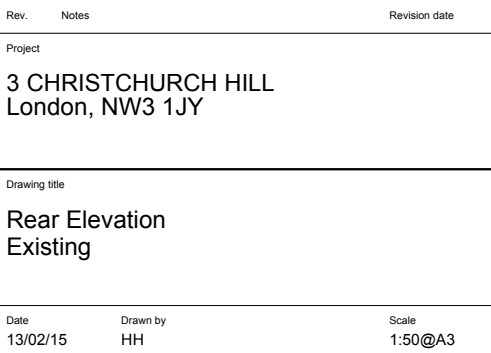 Rev. Notes Revision date
Project
3 CHRISTCHURCH HILL
London, NW3 1JY
Drawing title
Rear Elevation
Existing
Date Drawn by Scale
13/02/15 HH 1:50@A3